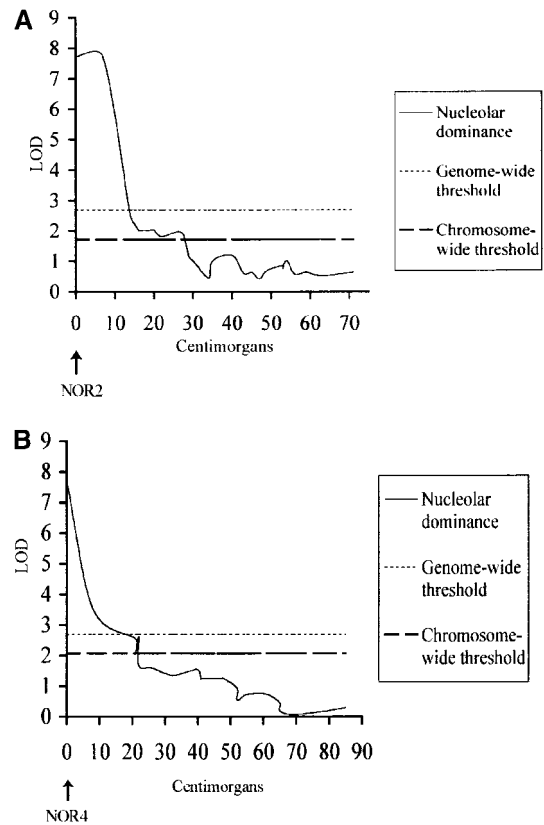 A
9
8
7
6
5
4
3
2
1
0
LOD
0 10 20 30 40 50 60 70
Centimorgans
NOR2
Nucleolar
dominance
Genome-wide
threshold
Chromosome-
wide threshold
B
9
8
7
6
5
4
3
2
1
0
LOD
0 10 20 30 40 50 60 70 80 90
Centimorgans
NOR4
Nucleolar
dominance
Genome-wide
threshold
Chromosome-
wide threshold